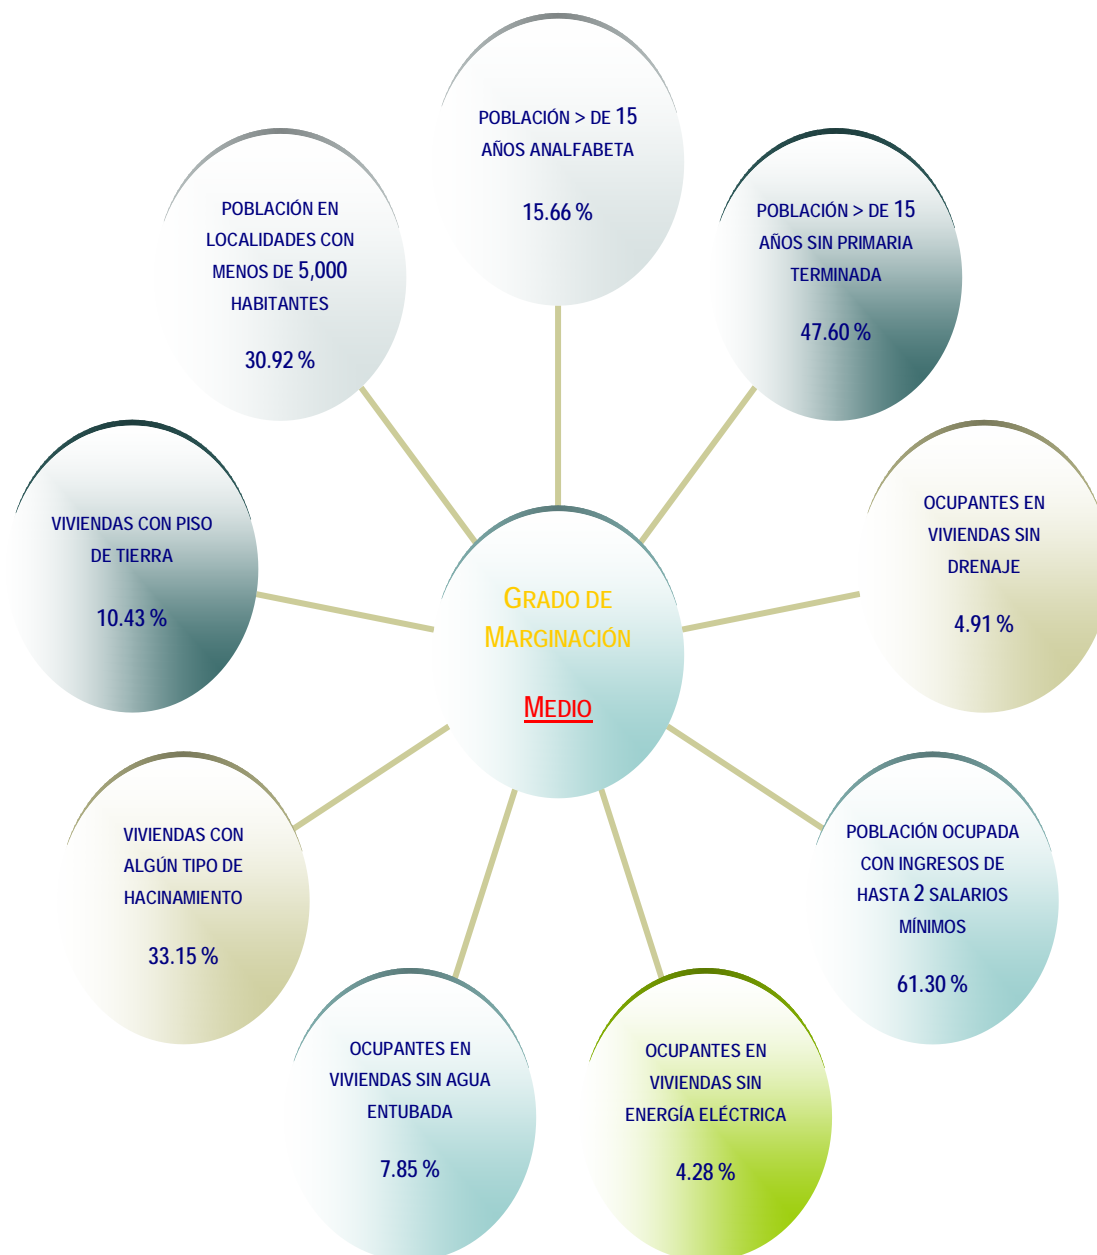 POBLACIÓN > DE 15
AÑOS ANALFABETA
15.66 %
POBLACIÓN > DE 15
AÑOS SIN PRIMARIA
TERMINADA
47.60 %
OCUPANTES EN
VIVIENDAS SIN
DRENAJE
4.91 %
POBLACIÓN OCUPADA
CON INGRESOS DE
HASTA 2 SALARIOS
MÍNIMOS
61.30 %
OCUPANTES EN
VIVIENDAS SIN
ENERGÍA ELÉCTRICA
4.28 %
OCUPANTES EN
VIVIENDAS SIN AGUA
ENTUBADA
7.85 %
VIVIENDAS CON
ALGÚN TIPO DE
HACINAMIENTO
33.15 %
VIVIENDAS CON PISO
DE TIERRA
10.43 %
POBLACIÓN EN
LOCALIDADES CON
MENOS DE 5,000
HABITANTES
30.92 %
GRADO DE
MARGINACIÓN
MEDIO